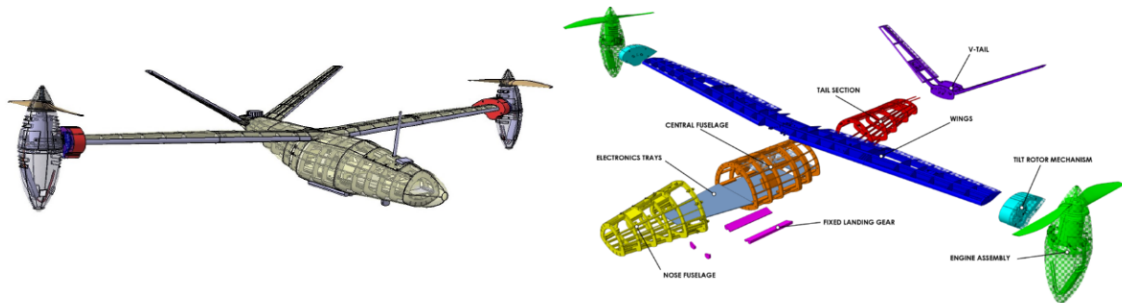 V-TAIL
TAIL SECTION
CENTRAL FUSELAGE
WINGS
ELECTRONICS TRAYS
TILT ROTOR MECHANISM
FIXED LANDING GEAR
ENGINE ASSEMBLY
NOSE FUSELAGE